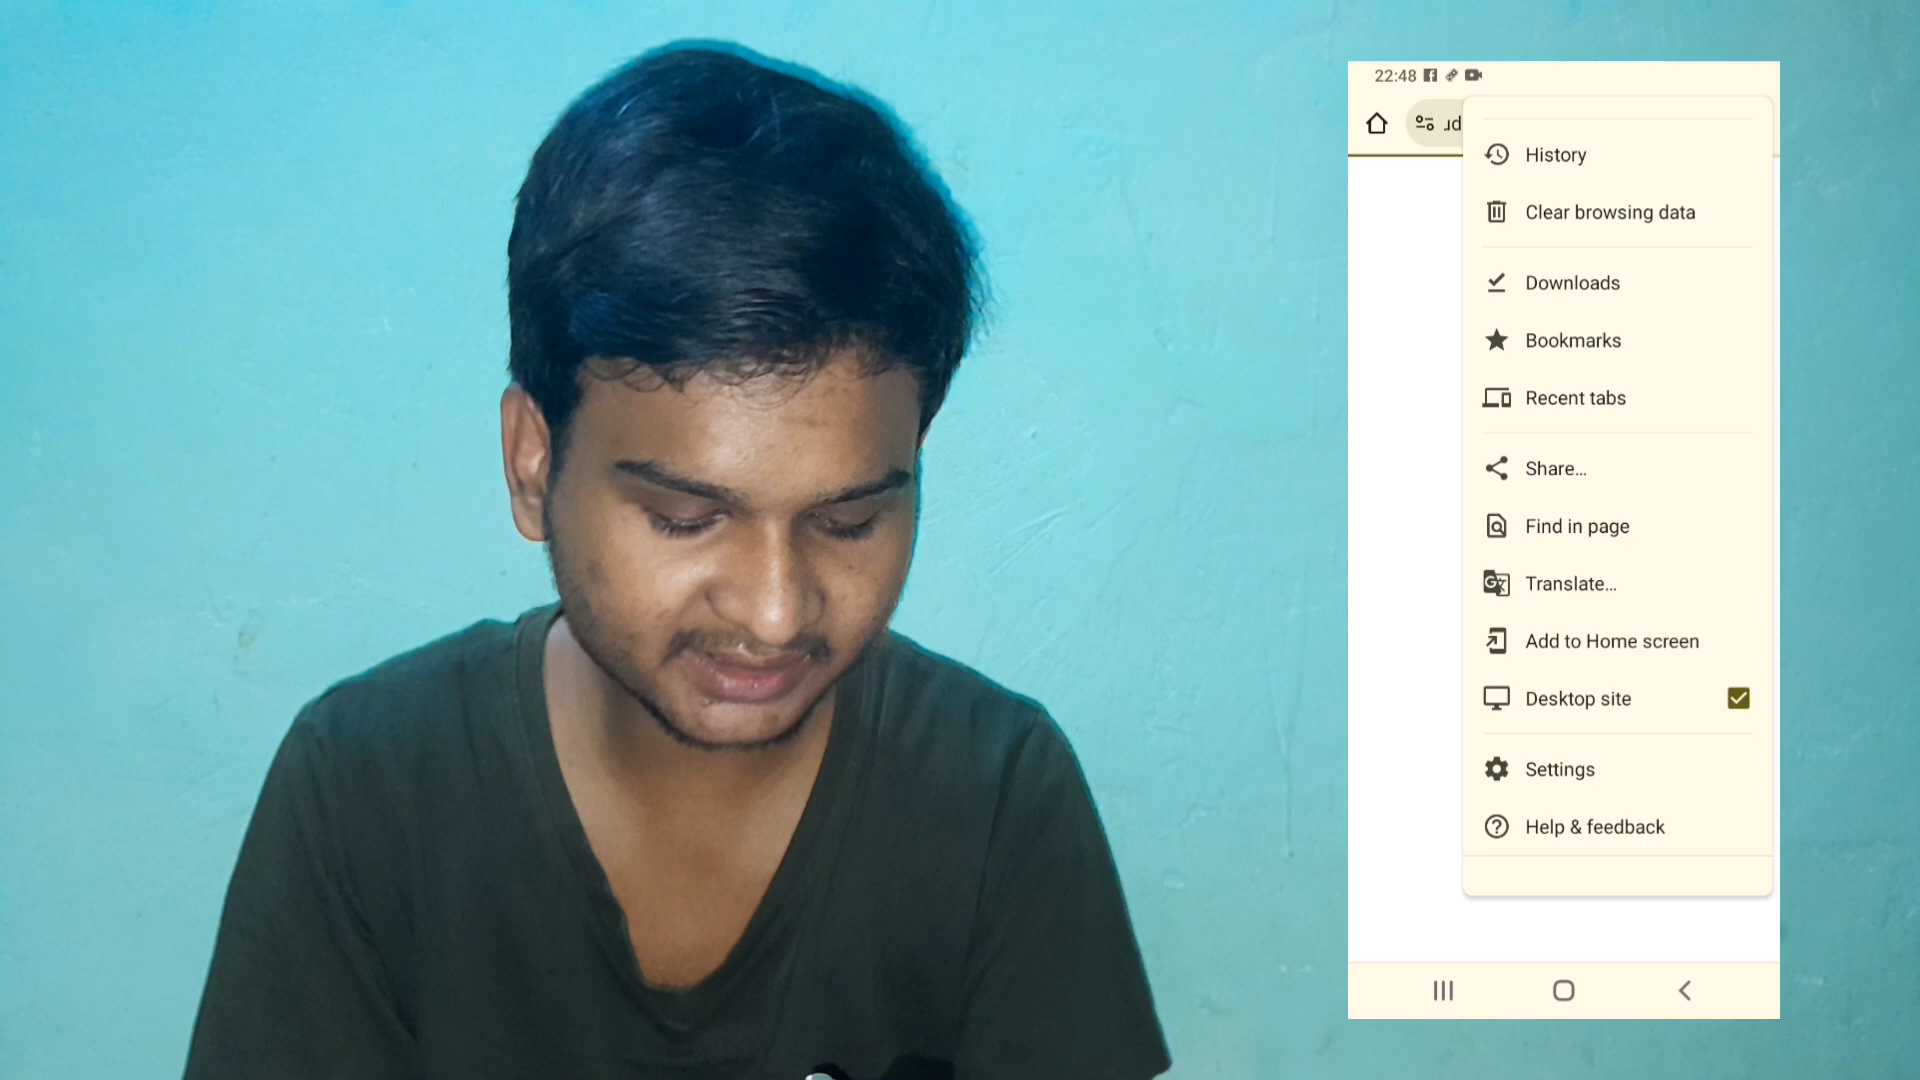 22:48
History
Clear browsing data
Downloads
Bookmarks
Recent tabs
Share...
Find in page
Translate...
Add to Home screen
Desktop site
Settings
Help & feedback